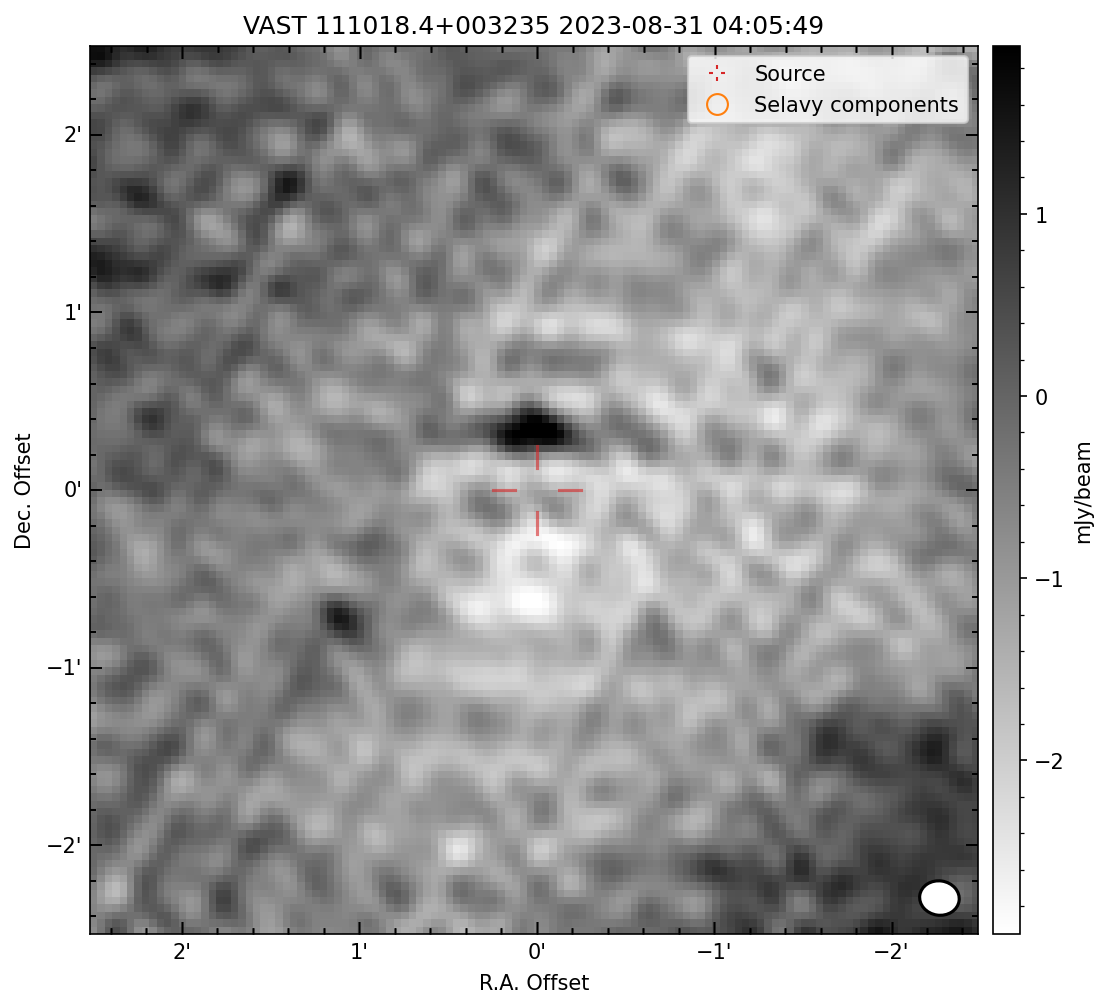 VAST 111018.4+003235 2023-08-31 04:05:49
Source
Selavy components
2'
1'
0'
−1'
−2'
Dec. Offset
2'
1'
0'
−1'
−2'
R.A. Offset
1
0
−1
−2
mJy/beam